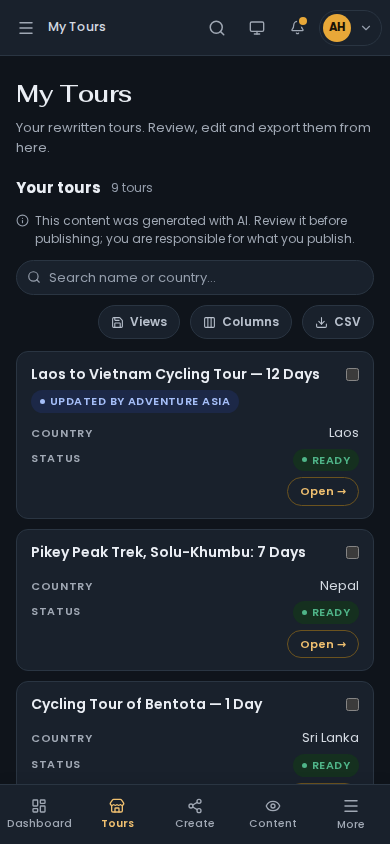 My Tours
AH
My Tours
Your rewritten tours. Review, edit and export them from
here.
Your tours 9 tours
This content was generated with AI. Review it before
publishing; you are responsible for what you publish.
Search name or country...
Views Columns CSV
Laos to Vietnam Cycling Tour — 12 Days
UPDATED BY ADVENTURE ASIA
COUNTRY Laos
STATUS READY
Open →
Pikey Peak Trek, Solu-Khumbu: 7 Days
COUNTRY Nepal
STATUS READY
Open →
Cycling Tour of Bentota — 1 Day
COUNTRY Sri Lanka
STATUS READY
Dashboard Tours Create Content More